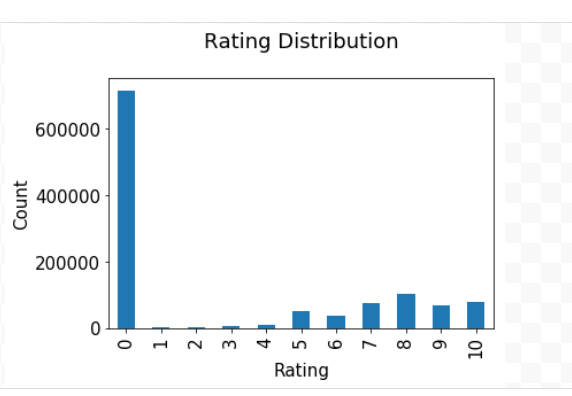 Rating Distribution
600000
400000
200000
0
Count
0 1 2 3 4 5 6 7 8 9 10
Rating